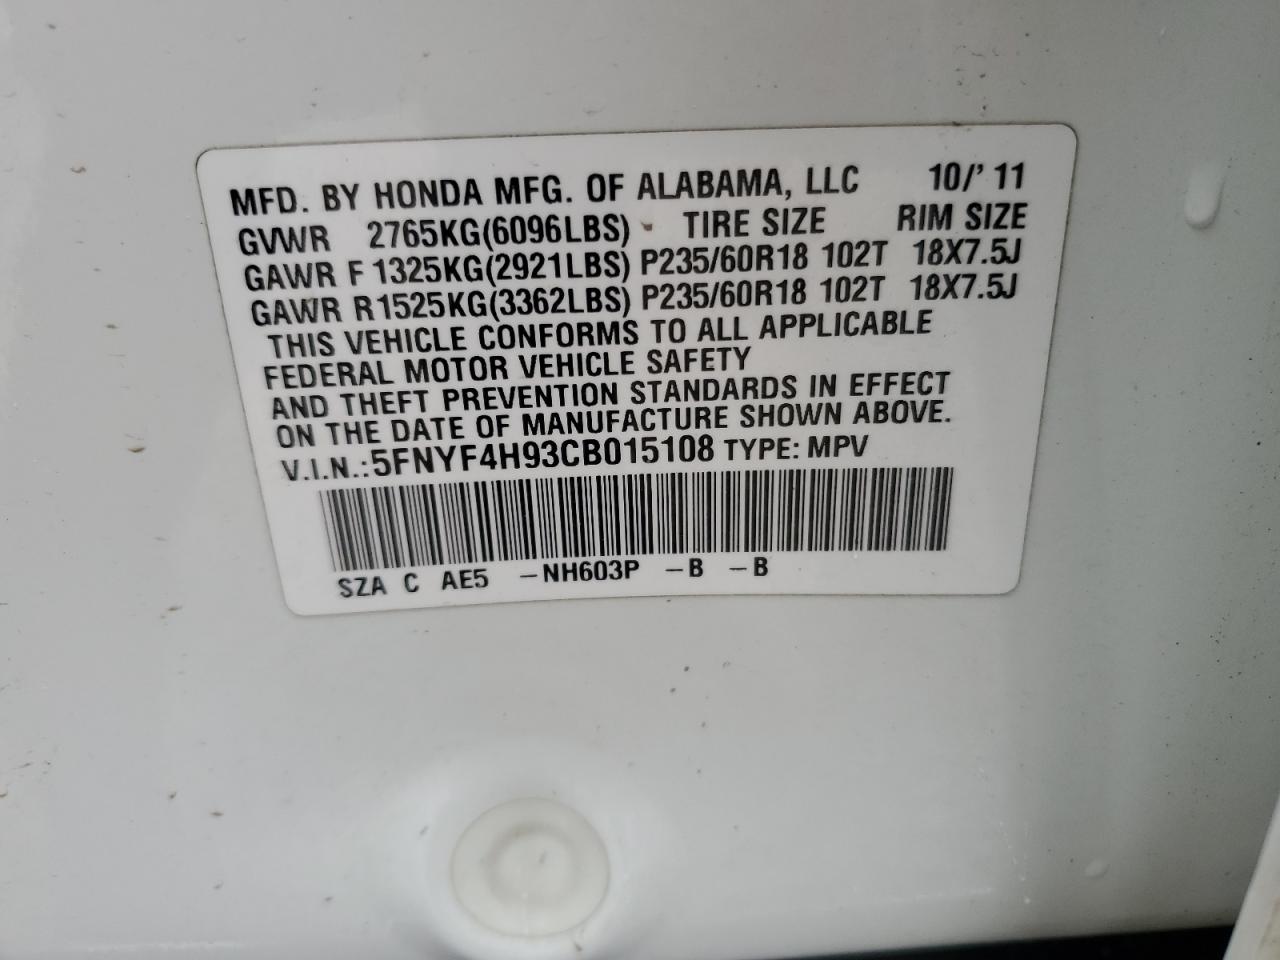 MFD. BY HONDA MFG. OF ALABAMA, LLC 10/' 11
GVWR 2765KG(6096LBS) TIRE SIZE RIM SIZE
GAWR F 1325KG(2921LBS) P235/60R18 102T 18X7.5J
GAWR R1525KG(3362LBS) P235/60R18 102T 18X7.5J
THIS VEHICLE CONFORMS TO ALL APPLICABLE
FEDERAL MOTOR VEHICLE SAFETY
AND THEFT PREVENTION STANDARDS IN EFFECT
ON THE DATE OF MANUFACTURE SHOWN ABOVE.
V.I.N.:5FNYF4H93CB015108 TYPE: MPV
SZA C AE5 -NH603P -B -B